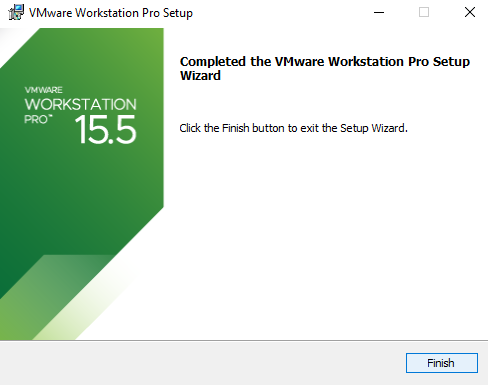 VMware Workstation Pro Setup
VMWARE
WORKSTATION
PRO™
15.5
Completed the VMware Workstation Pro Setup
Wizard
Click the Finish button to exit the Setup Wizard.
Finish